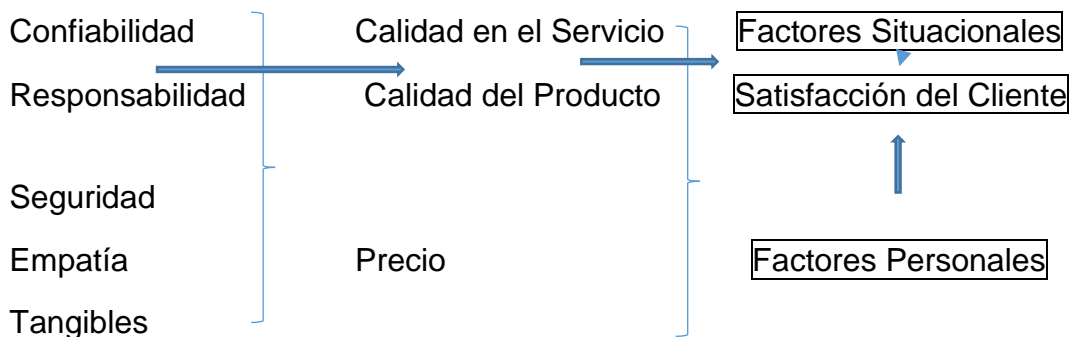 Confiabilidad Calidad en el Servicio Factores Situacionales
Responsabilidad Calidad del Producto Satisfacción del Cliente
Seguridad
Empatía Precio Factores Personales
Tangibles